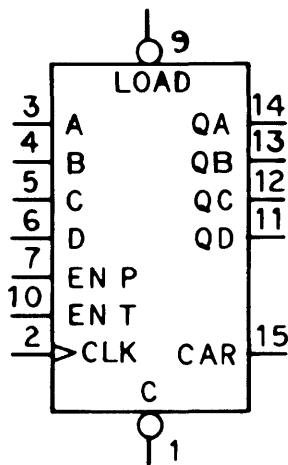 9
LOAD
3 A QA 14
4 B QB 13
5 C QC 12
6 D QD 11
7 EN P
10 EN T
2 CLK CAR 15
C
1